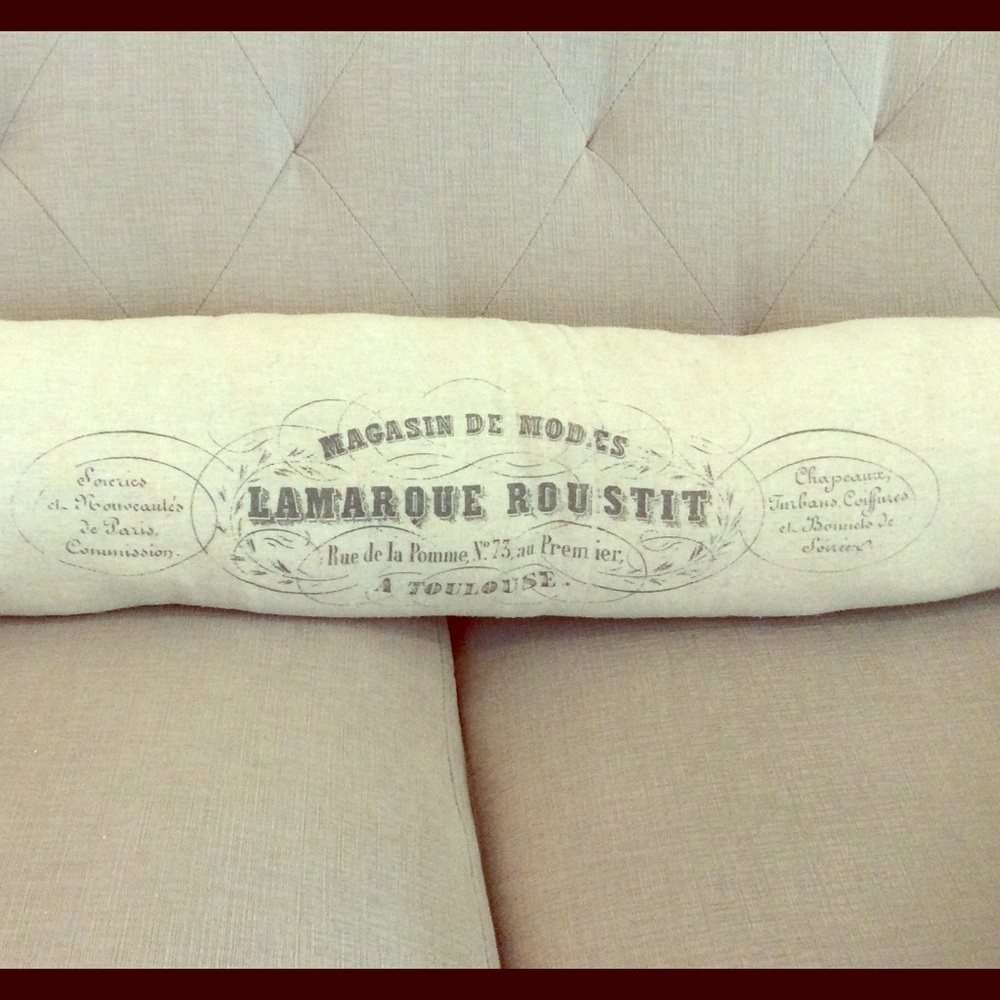 MAGASIN DE MODES
LAMARQUE ROUSTIT
Rue de la Pomme, N.º 73, au Premier,
A TOULOUSE.
Soieries
et Nouveautés
de Paris,
Commission.
Chapeaux,
Turbans, Coiffures
et Bonnets de
Soirées.